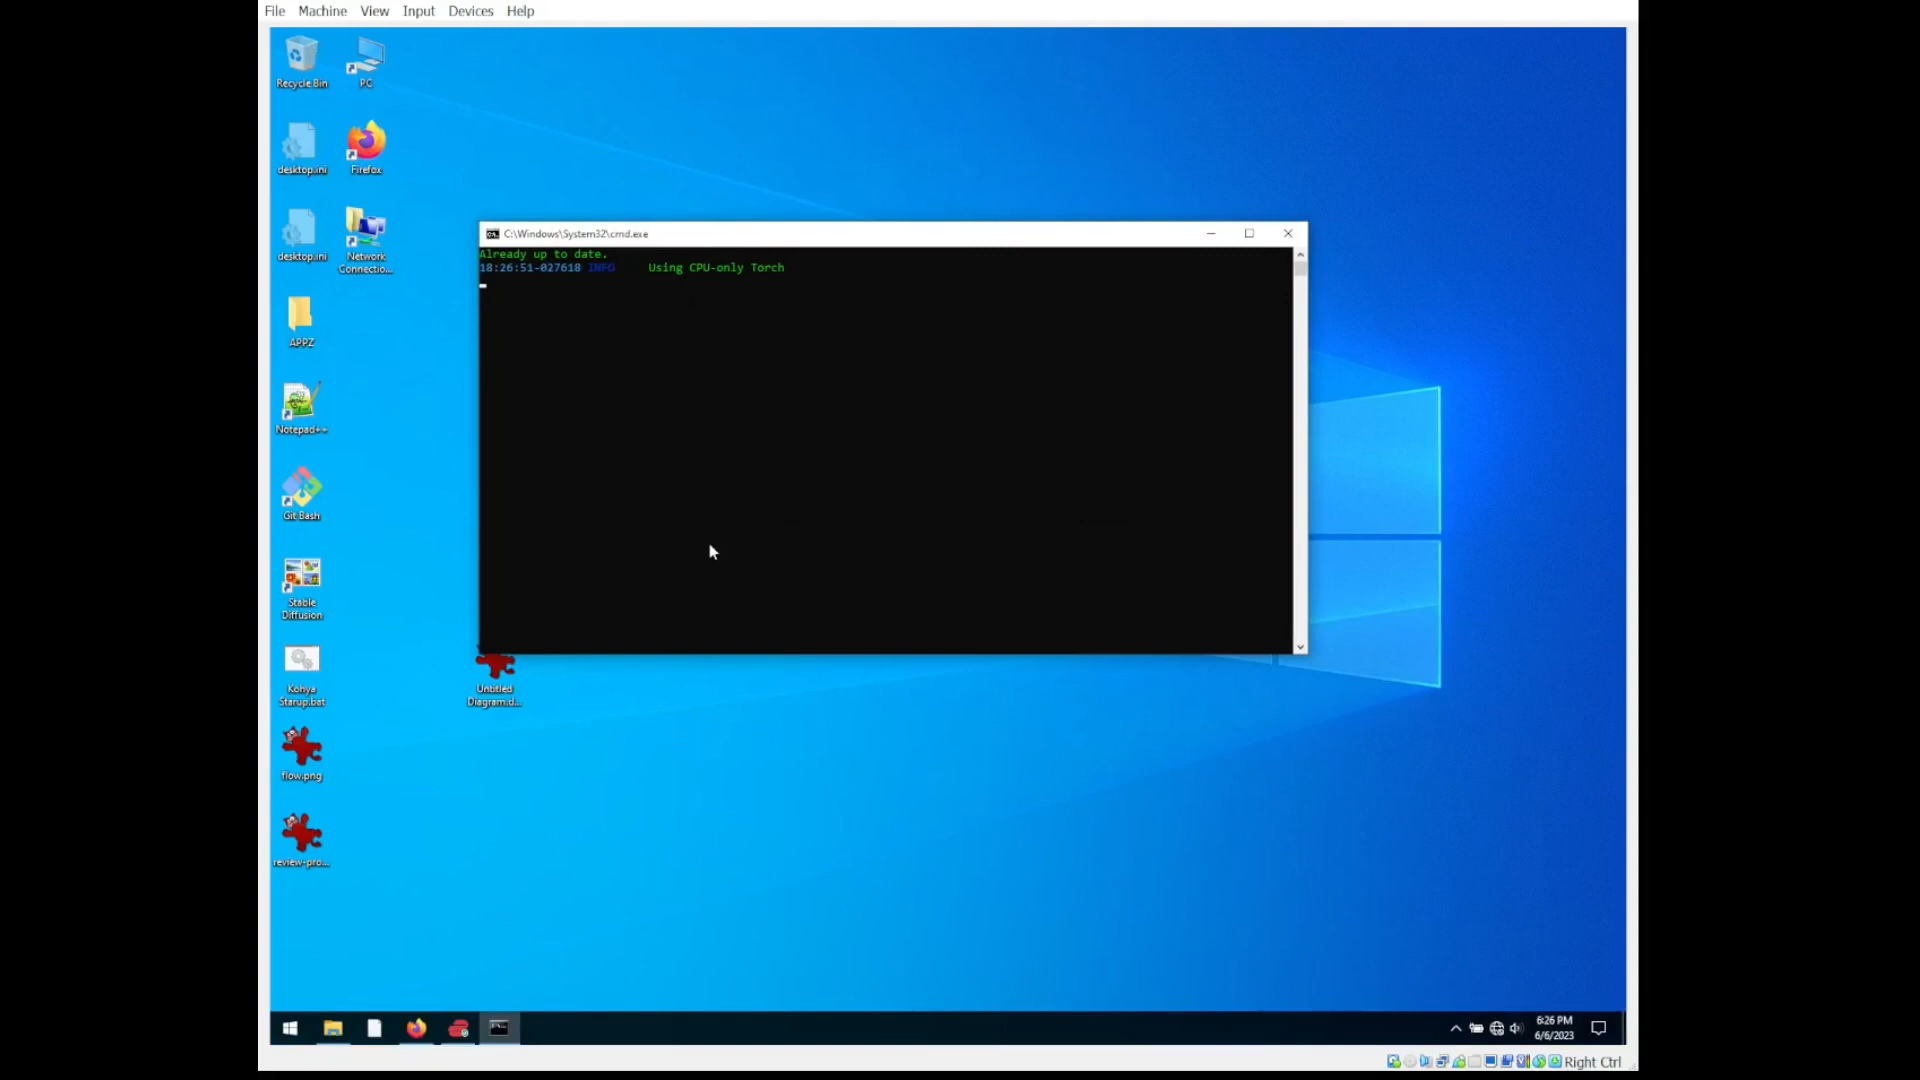 File Machine View Input Devices Help
Recycle Bin
PC
desktop.ini
Firefox
desktop.ini
Network
Connectio...
C:\Windows\System32\cmd.exe
Already up to date.
18:26:51-027618 INFO Using CPU-only Torch
APPZ
Notepad++
Git Bash
Stable
Diffusion
Kohya
Starup.bat
Untitled
Diagram.d...
flow.png
review-pro...
6:26 PM
6/6/2023
Right Ctrl